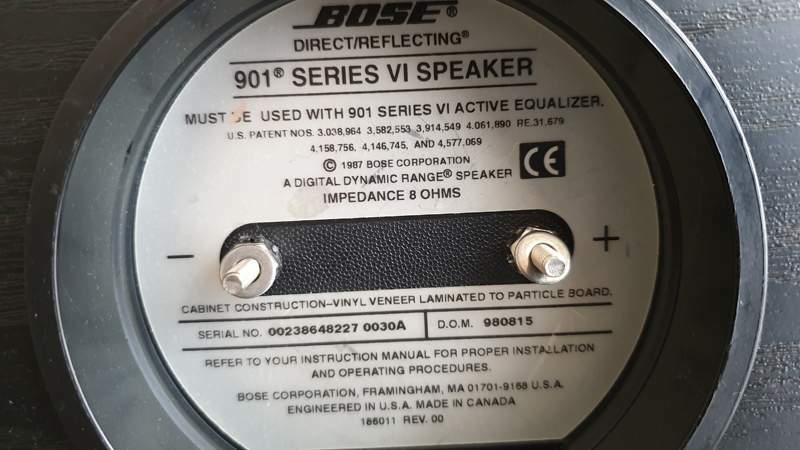 BOSE®
DIRECT/REFLECTING®
901® SERIES VI SPEAKER
MUST BE USED WITH 901 SERIES VI ACTIVE EQUALIZER.
U.S. PATENT NOS. 3,038,964 3,582,553 3,914,549 4,061,890 RE.31,679
4,158,756, 4,146,745, AND 4,577,069
© 1987 BOSE CORPORATION
CE
A DIGITAL DYNAMIC RANGE® SPEAKER
IMPEDANCE 8 OHMS
– +
CABINET CONSTRUCTION–VINYL VENEER LAMINATED TO PARTICLE BOARD.
SERIAL NO. 00238648227 0030A D.O.M. 980815
REFER TO YOUR INSTRUCTION MANUAL FOR PROPER INSTALLATION
AND OPERATING PROCEDURES.
BOSE CORPORATION, FRAMINGHAM, MA 01701-9168 U.S.A.
ENGINEERED IN U.S.A. MADE IN CANADA
186011 REV. 00